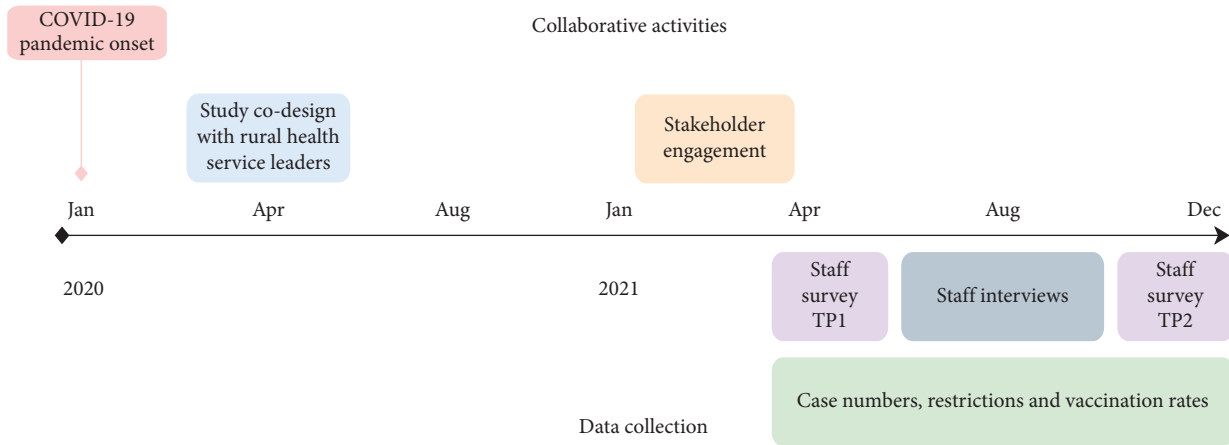 COVID-19
pandemic onset
Collaborative activities
Study co-design
with rural health
service leaders
Stakeholder
engagement
Jan
Apr
Aug
Jan
Apr
Aug
Dec
2020
2021
Staff
survey
TP1
Staff interviews
Staff
survey
TP2
Case numbers, restrictions and vaccination rates
Data collection